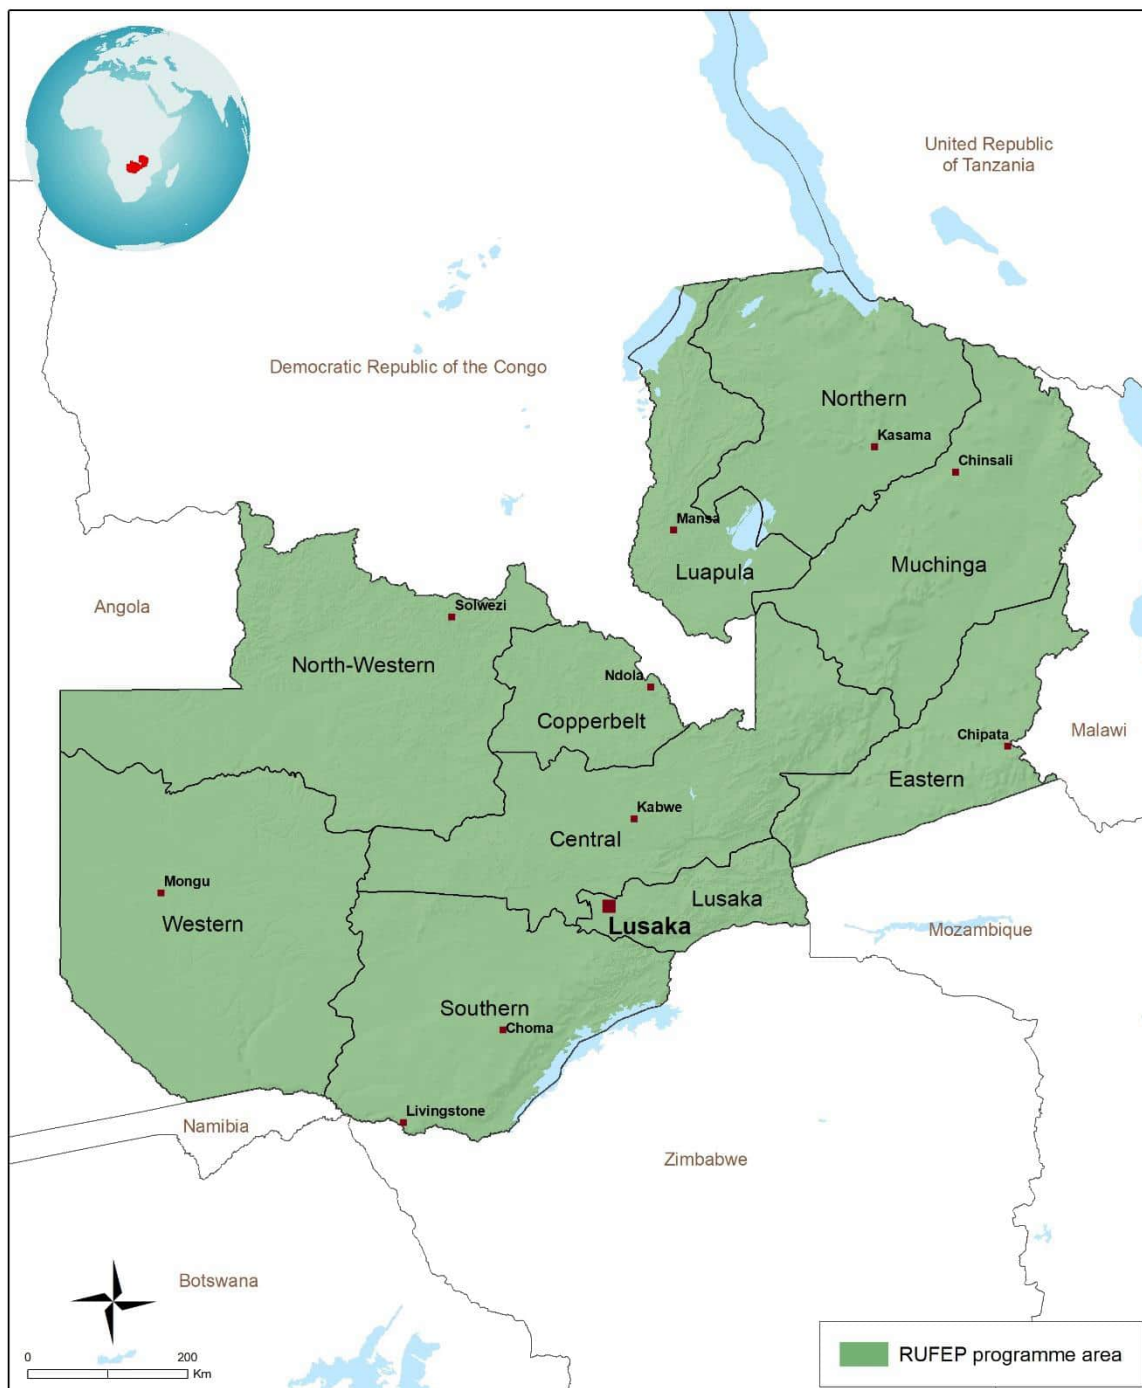 United Republic
of Tanzania
Democratic Republic of the Congo
Northern
Kasama
Chinsali
Mansa
Luapula
Muchinga
Angola
Solwezi
North-Western
Ndola
Copperbelt
Malawi
Chipata
Eastern
Kabwe
Central
Mongu
Western
Lusaka
Lusaka
Mozambique
Southern
Choma
Livingstone
Namibia
Zimbabwe
Botswana
0 200
Km
RUFEP programme area